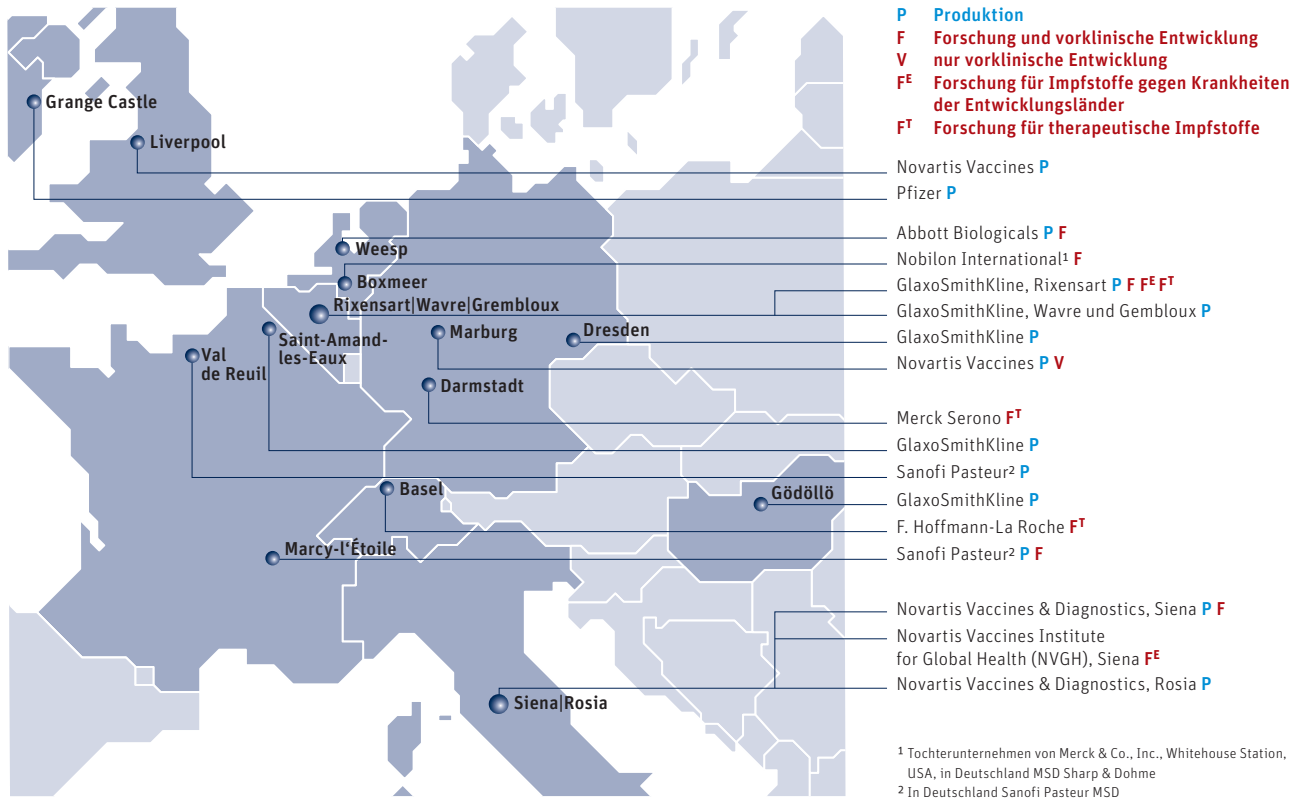 P Produktion
F Forschung und vorklinische Entwicklung
V nur vorklinische Entwicklung
Fᴱ Forschung für Impfstoffe gegen Krankheiten
der Entwicklungsländer
Fᵀ Forschung für therapeutische Impfstoffe
Grange Castle
Liverpool
Weesp
Boxmeer
Rixensart|Wavre|Grembloux
Saint-Amand-
les-Eaux
Val
de Reuil
Marburg
Dresden
Darmstadt
Basel
Gödöllö
Marcy-l‘Étoile
Siena|Rosia
Novartis Vaccines P
Pfizer P
Abbott Biologicals P F
Nobilon International¹ F
GlaxoSmithKline, Rixensart P F Fᴱ Fᵀ
GlaxoSmithKline, Wavre und Gembloux P
GlaxoSmithKline P
Novartis Vaccines P V
Merck Serono Fᵀ
GlaxoSmithKline P
Sanofi Pasteur² P
GlaxoSmithKline P
F. Hoffmann-La Roche Fᵀ
Sanofi Pasteur² P F
Novartis Vaccines & Diagnostics, Siena P F
Novartis Vaccines Institute
for Global Health (NVGH), Siena Fᴱ
Novartis Vaccines & Diagnostics, Rosia P
¹ Tochterunternehmen von Merck & Co., Inc., Whitehouse Station,
USA, in Deutschland MSD Sharp & Dohme
² In Deutschland Sanofi Pasteur MSD